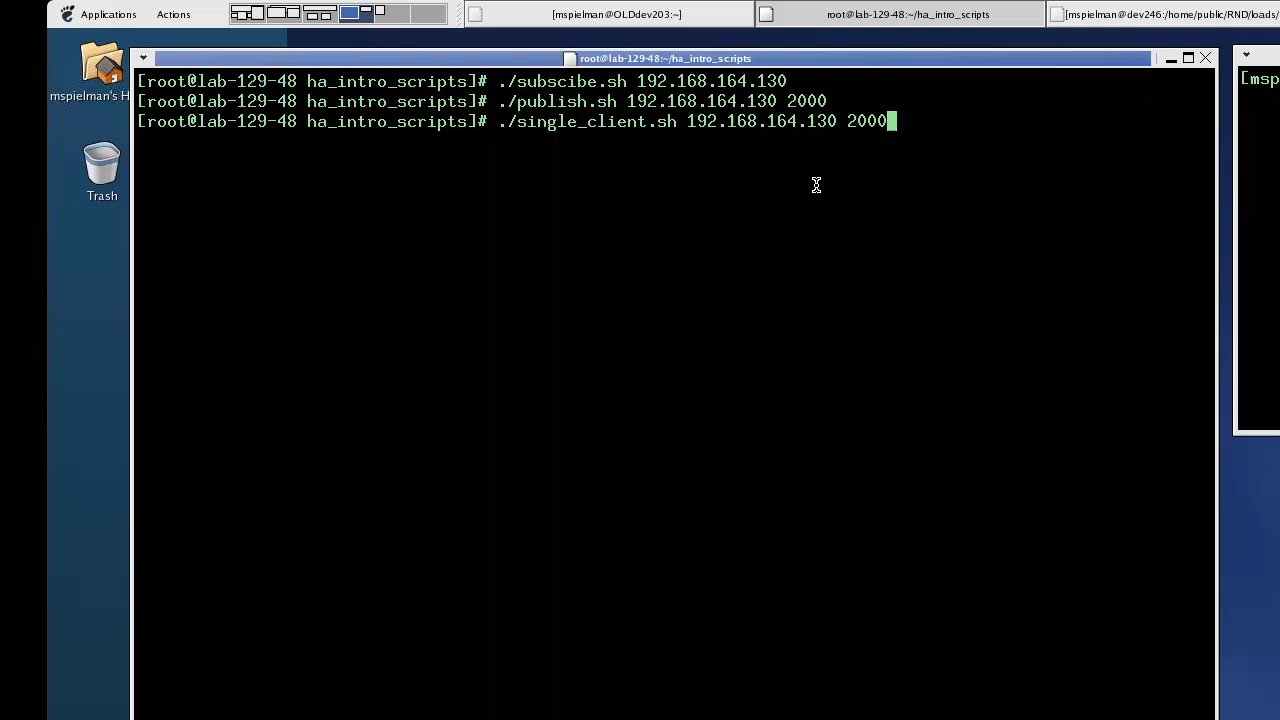 Applications Actions
[mspielman@OLDdev203:~]
root@lab-129-48:~/ha_intro_scripts
[mspielman@dev246:/home/public/RND/loads/
root@lab-129-48:~/ha_intro_scripts
[root@lab-129-48 ha_intro_scripts]# ./subscibe.sh 192.168.164.130
[root@lab-129-48 ha_intro_scripts]# ./publish.sh 192.168.164.130 2000
[root@lab-129-48 ha_intro_scripts]# ./single_client.sh 192.168.164.130 2000
[msp
mspielman's H
Trash